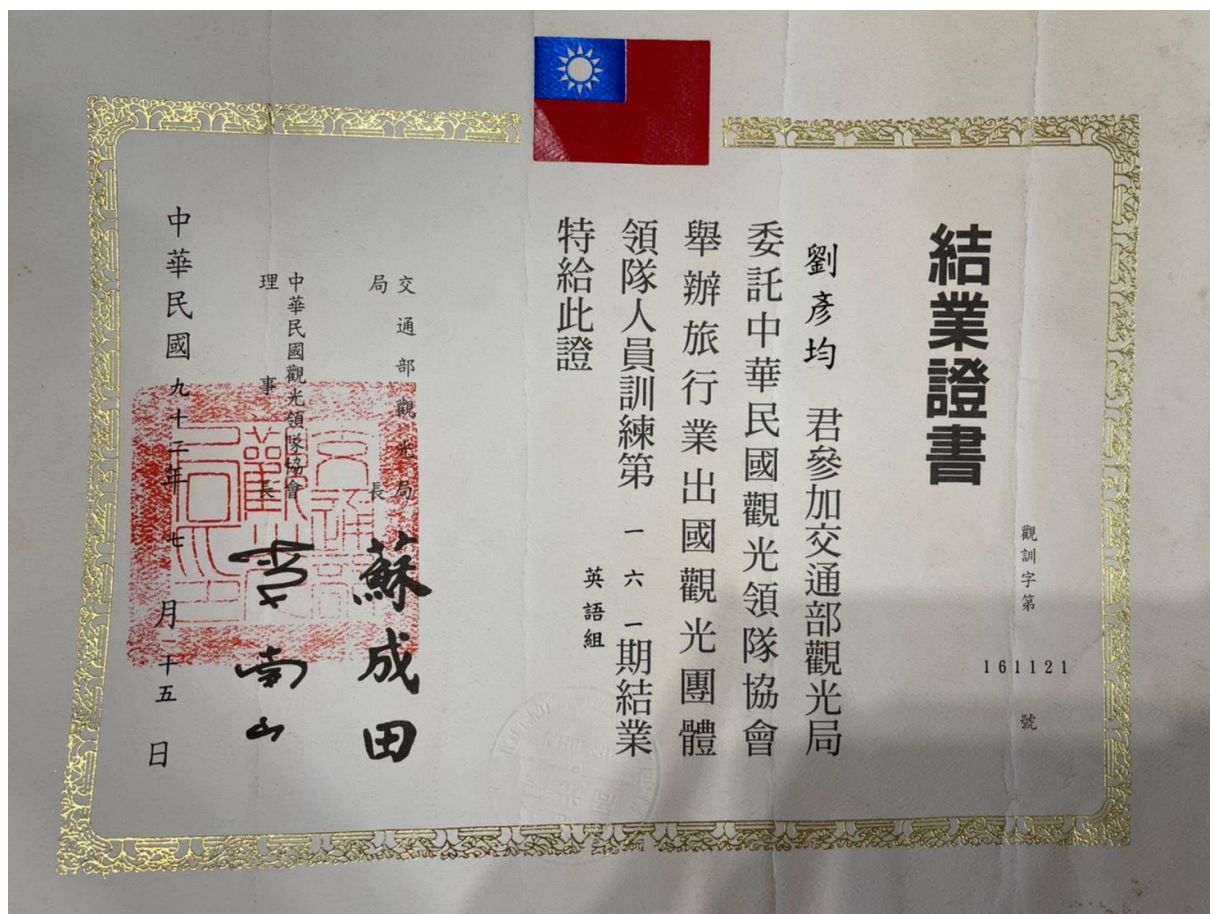 觀訓字第 161121 號
結業證書
劉彥均 君參加交通部觀光局
委託中華民國觀光領隊協會
舉辦旅行業出國觀光團體
領隊人員訓練第一六一期結業
英語組
特給此證
交通部觀光局
局長 蘇成田
中華民國觀光領隊協會
理事長 南山
中華民國九十二年七月十五日